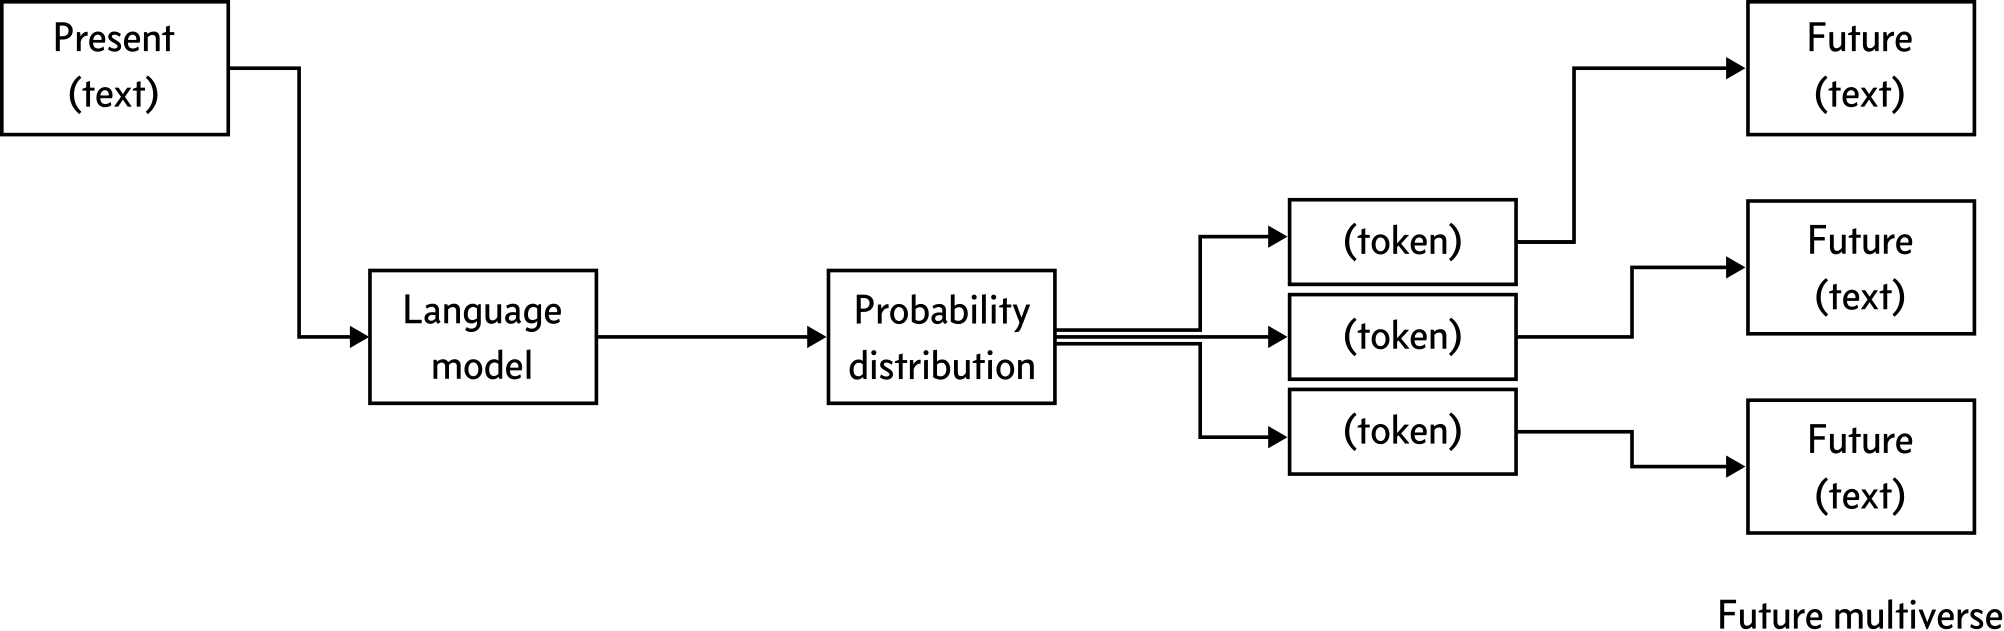 Present
(text)
Language
model
Probability
distribution
(token)
(token)
(token)
Future
(text)
Future
(text)
Future
(text)
Future multiverse